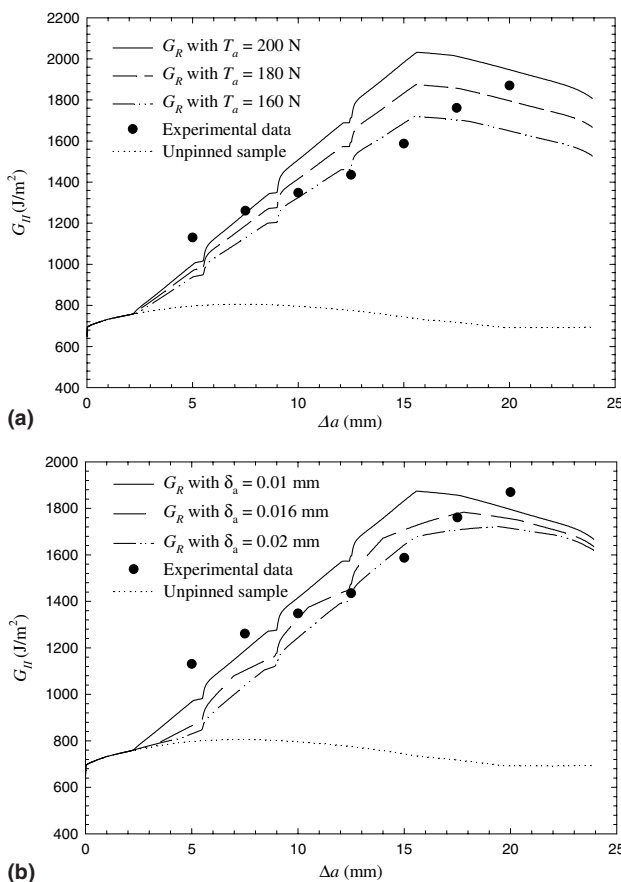 2200
2000
1800
1600
1400
1200
1000
800
600
400
G_II (J/m²)
G_R with T_a = 200 N
G_R with T_a = 180 N
G_R with T_a = 160 N
Experimental data
Unpinned sample
0 5 10 15 20 25
(a)
Δa (mm)
2000
1800
1600
1400
1200
1000
800
600
400
G_II (J/m²)
G_R with δ_a = 0.01 mm
G_R with δ_a = 0.016 mm
G_R with δ_a = 0.02 mm
Experimental data
Unpinned sample
0 5 10 15 20 25
(b)
Δa (mm)